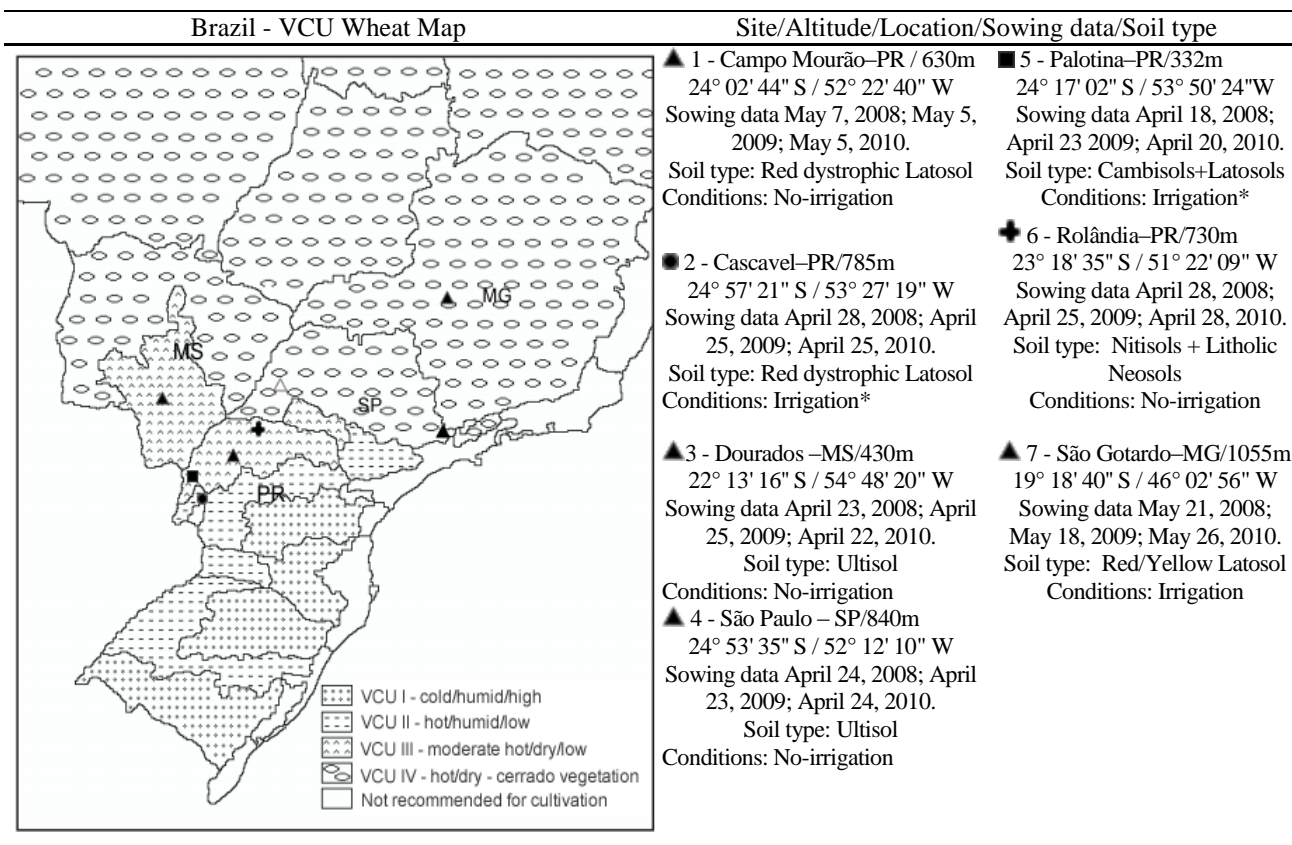 Brazil - VCU Wheat Map
Site/Altitude/Location/Sowing data/Soil type
MG
MS
SP
PR
VCU I - cold/humid/high
VCU II - hot/humid/low
VCU III - moderate hot/dry/low
VCU IV - hot/dry - cerrado vegetation
Not recommended for cultivation
1 - Campo Mourão–PR / 630m
24° 02' 44" S / 52° 22' 40" W
Sowing data May 7, 2008; May 5,
2009; May 5, 2010.
Soil type: Red dystrophic Latosol
Conditions: No-irrigation
2 - Cascavel–PR/785m
24° 57' 21" S / 53° 27' 19" W
Sowing data April 28, 2008; April
25, 2009; April 25, 2010.
Soil type: Red dystrophic Latosol
Conditions: Irrigation*
3 - Dourados –MS/430m
22° 13' 16" S / 54° 48' 20" W
Sowing data April 23, 2008; April
25, 2009; April 22, 2010.
Soil type: Ultisol
Conditions: No-irrigation
4 - São Paulo – SP/840m
24° 53' 35" S / 52° 12' 10" W
Sowing data April 24, 2008; April
23, 2009; April 24, 2010.
Soil type: Ultisol
Conditions: No-irrigation
5 - Palotina–PR/332m
24° 17' 02" S / 53° 50' 24"W
Sowing data April 18, 2008;
April 23 2009; April 20, 2010.
Soil type: Cambisols+Latosols
Conditions: Irrigation*
6 - Rolândia–PR/730m
23° 18' 35" S / 51° 22' 09" W
Sowing data April 28, 2008;
April 25, 2009; April 28, 2010.
Soil type: Nitisols + Litholic
Neosols
Conditions: No-irrigation
7 - São Gotardo–MG/1055m
19° 18' 40" S / 46° 02' 56" W
Sowing data May 21, 2008;
May 18, 2009; May 26, 2010.
Soil type: Red/Yellow Latosol
Conditions: Irrigation